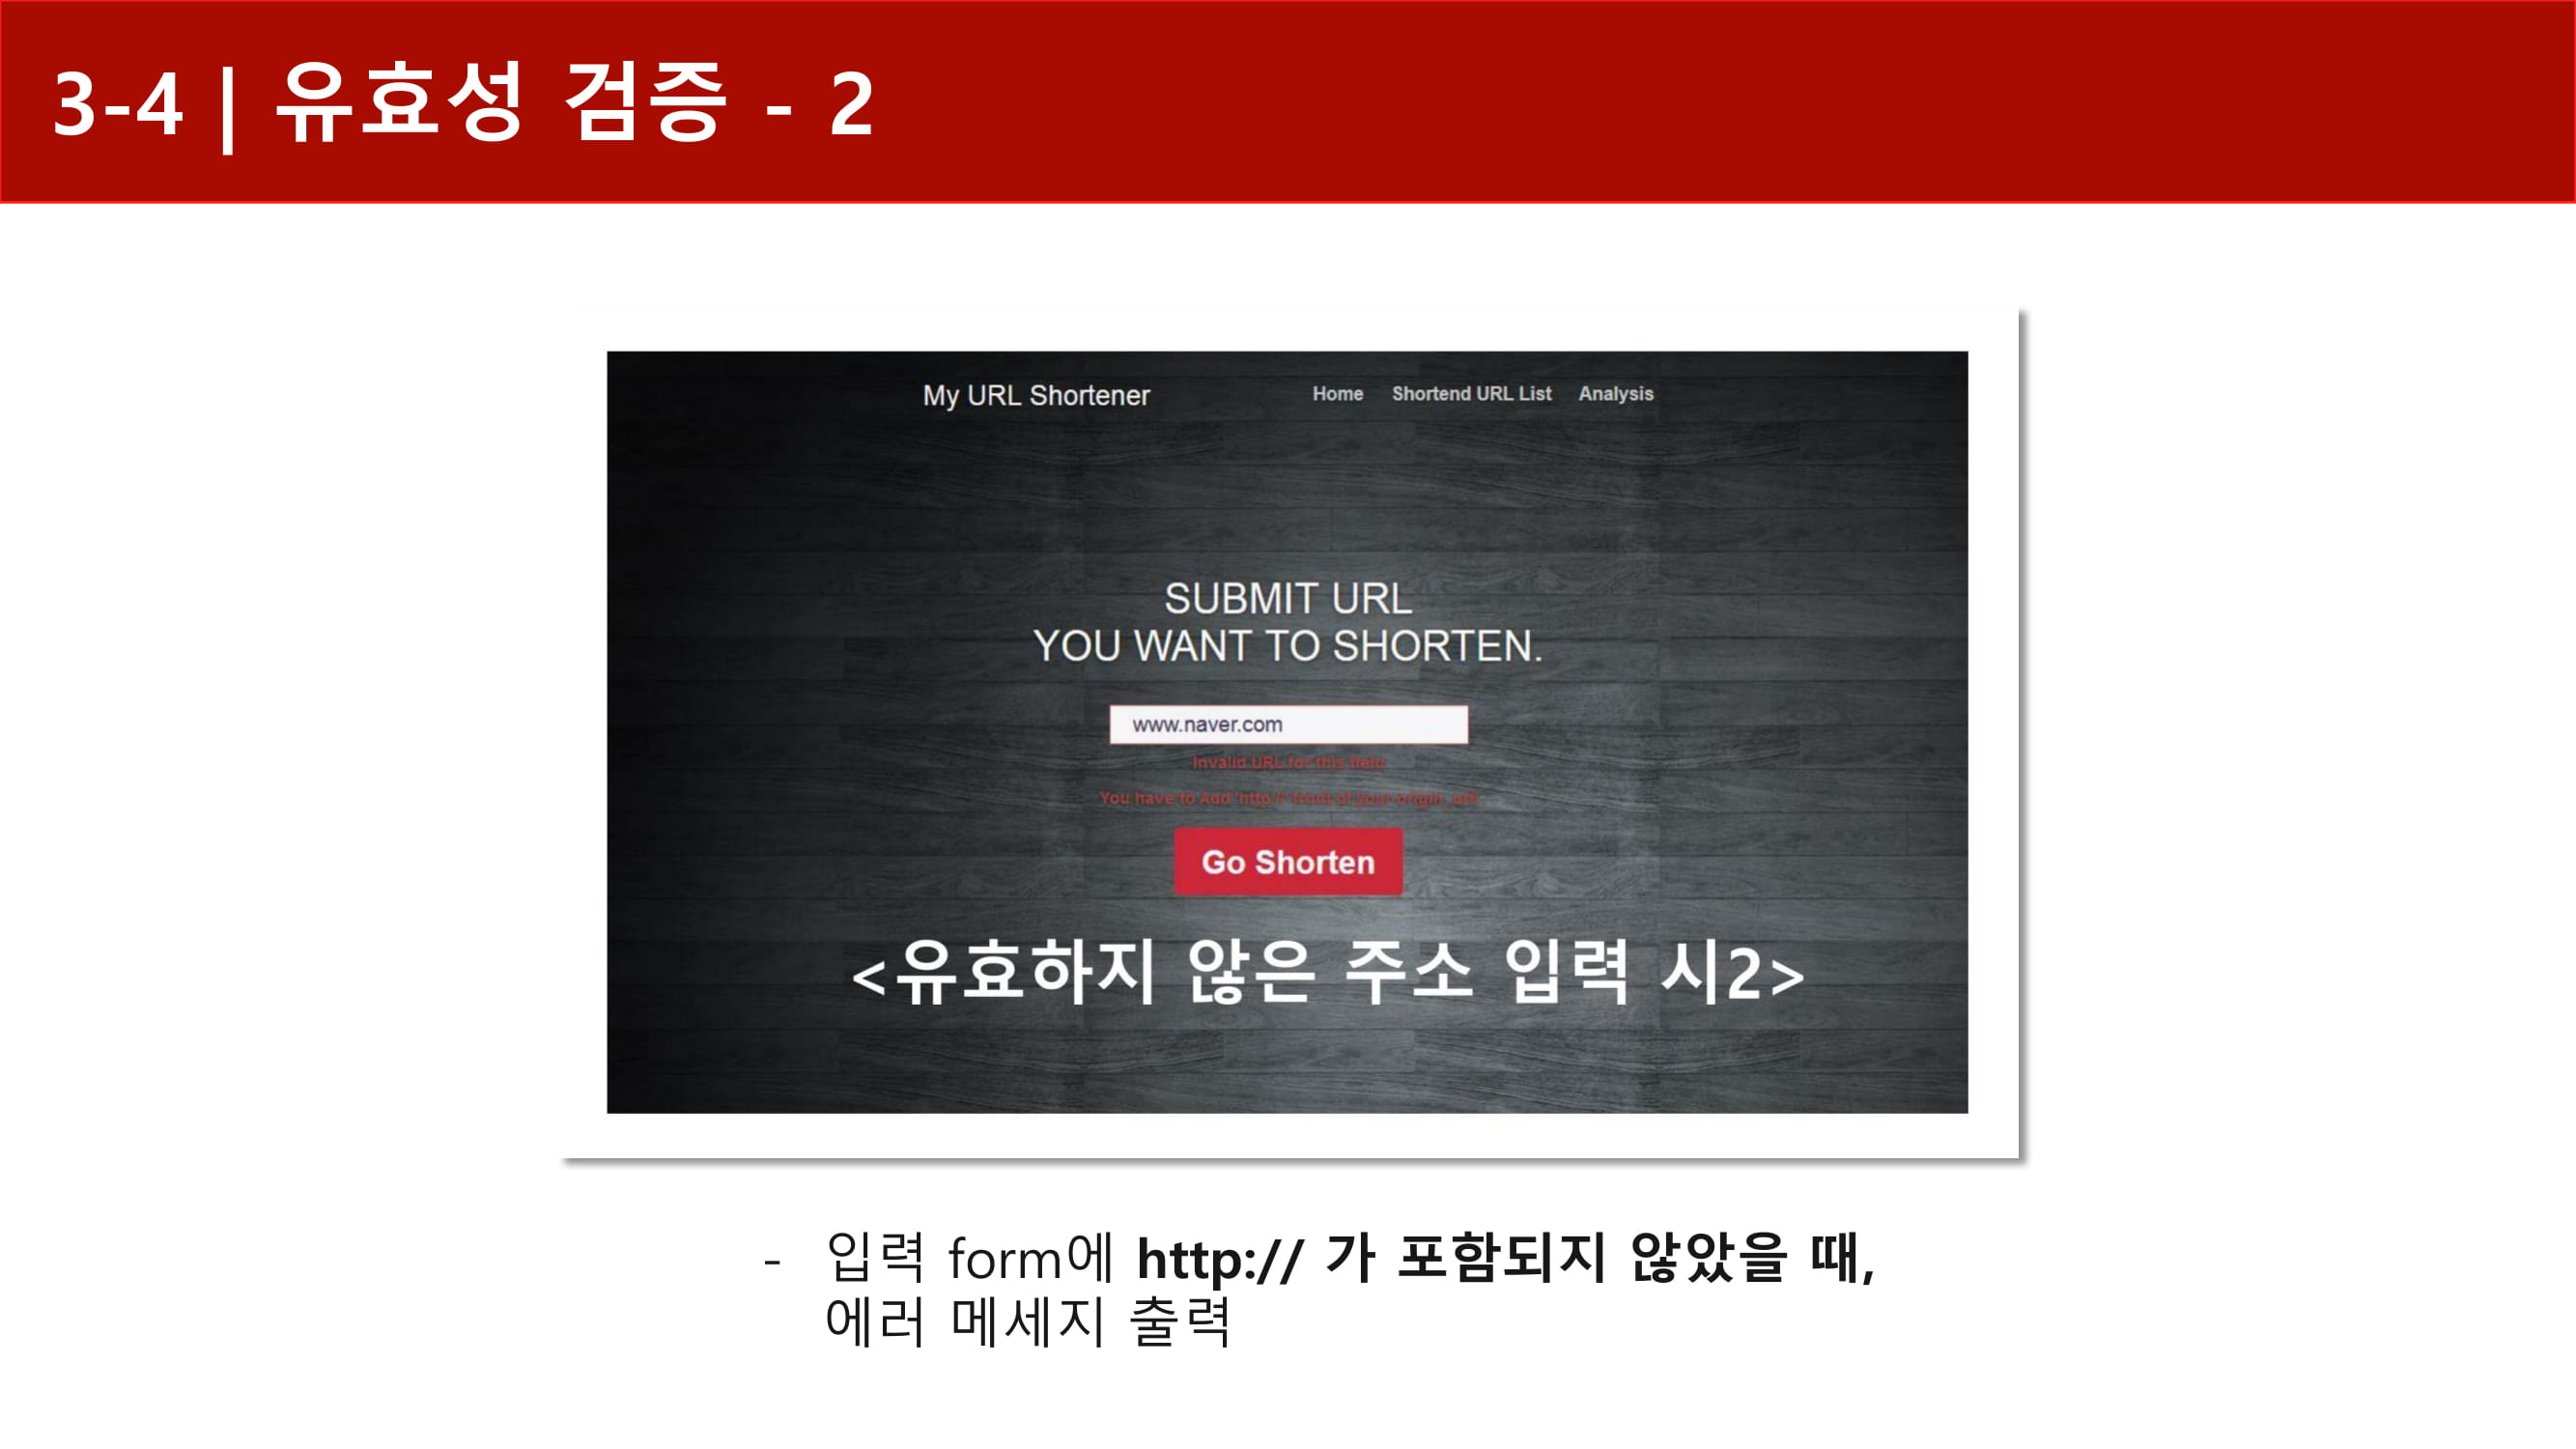 3-4 | 유효성 검증 - 2
My URL Shortener
Home Shortend URL List Analysis
SUBMIT URL
YOU WANT TO SHORTEN.
www.naver.com
Invalid URL for this field
You have to Add 'http://' front of your origin_url
Go Shorten
<유효하지 않은 주소 입력 시2>
- 입력 form에 http:// 가 포함되지 않았을 때,
에러 메세지 출력